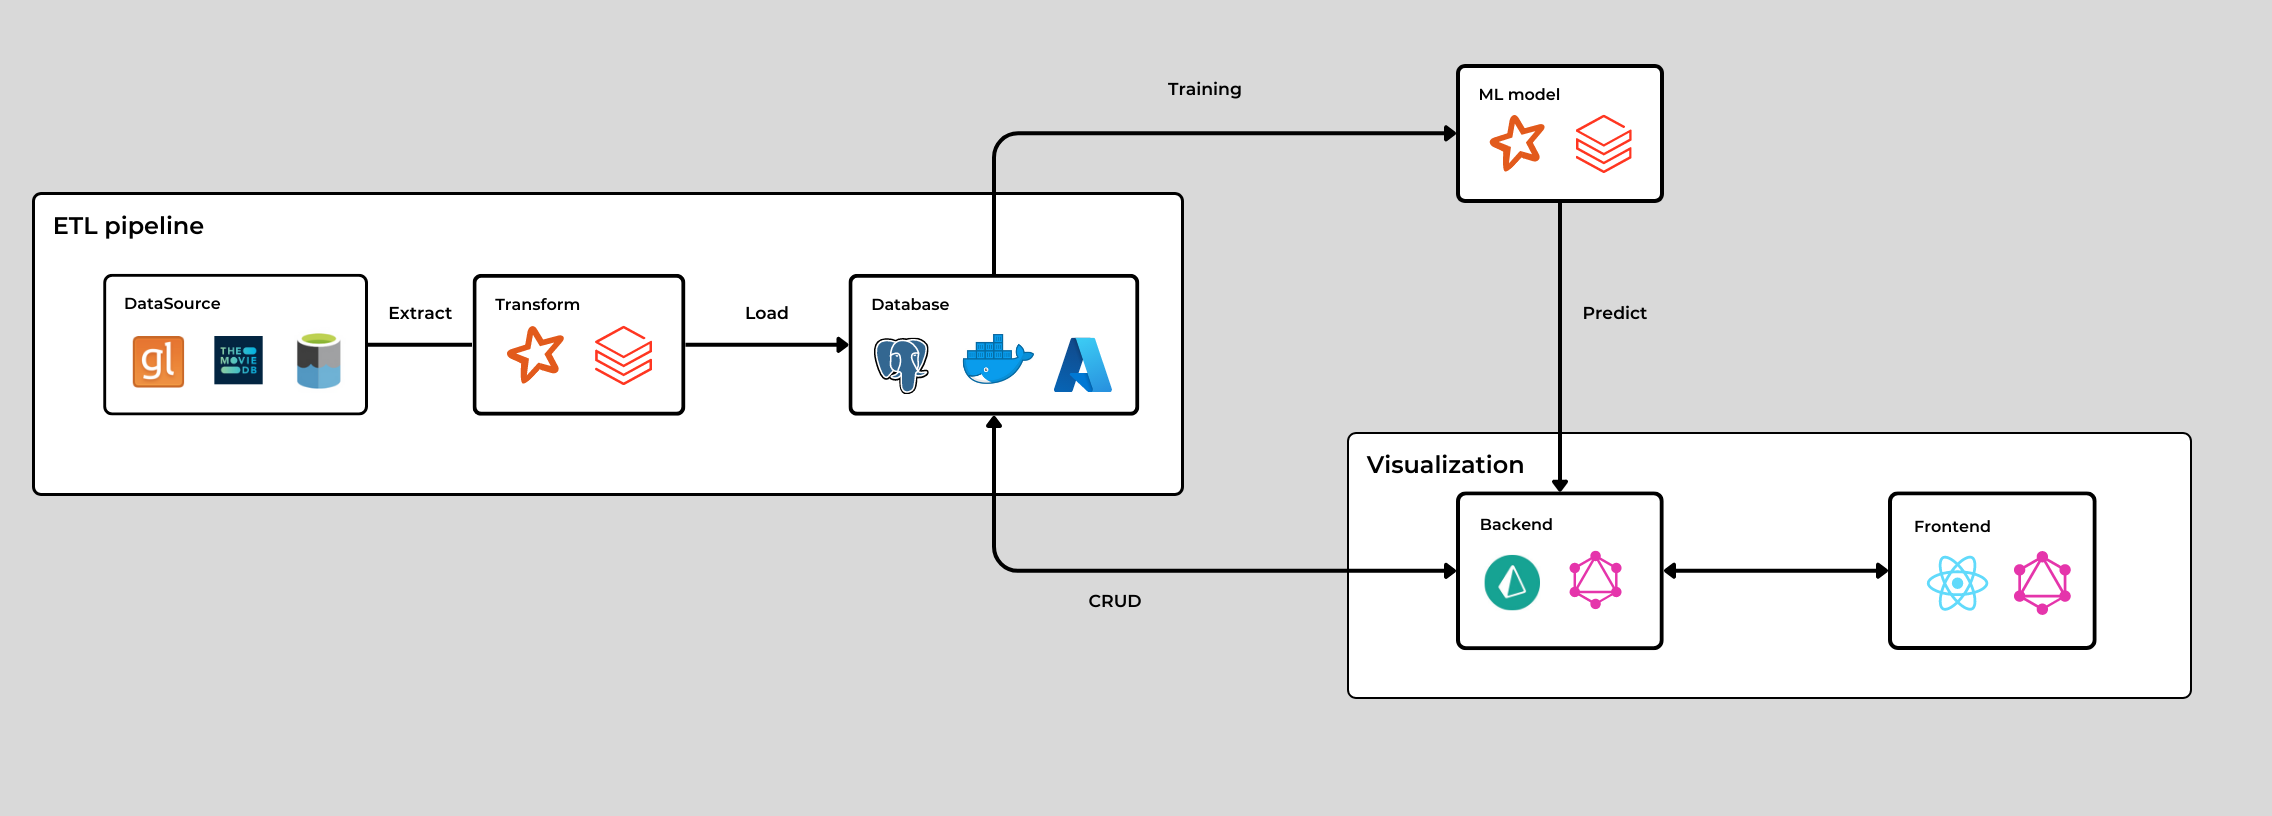 Training
ML model
ETL pipeline
DataSource
Extract
Transform
Load
Database
gl
THE
MOVIE
DB
Predict
Visualization
Backend
Frontend
CRUD